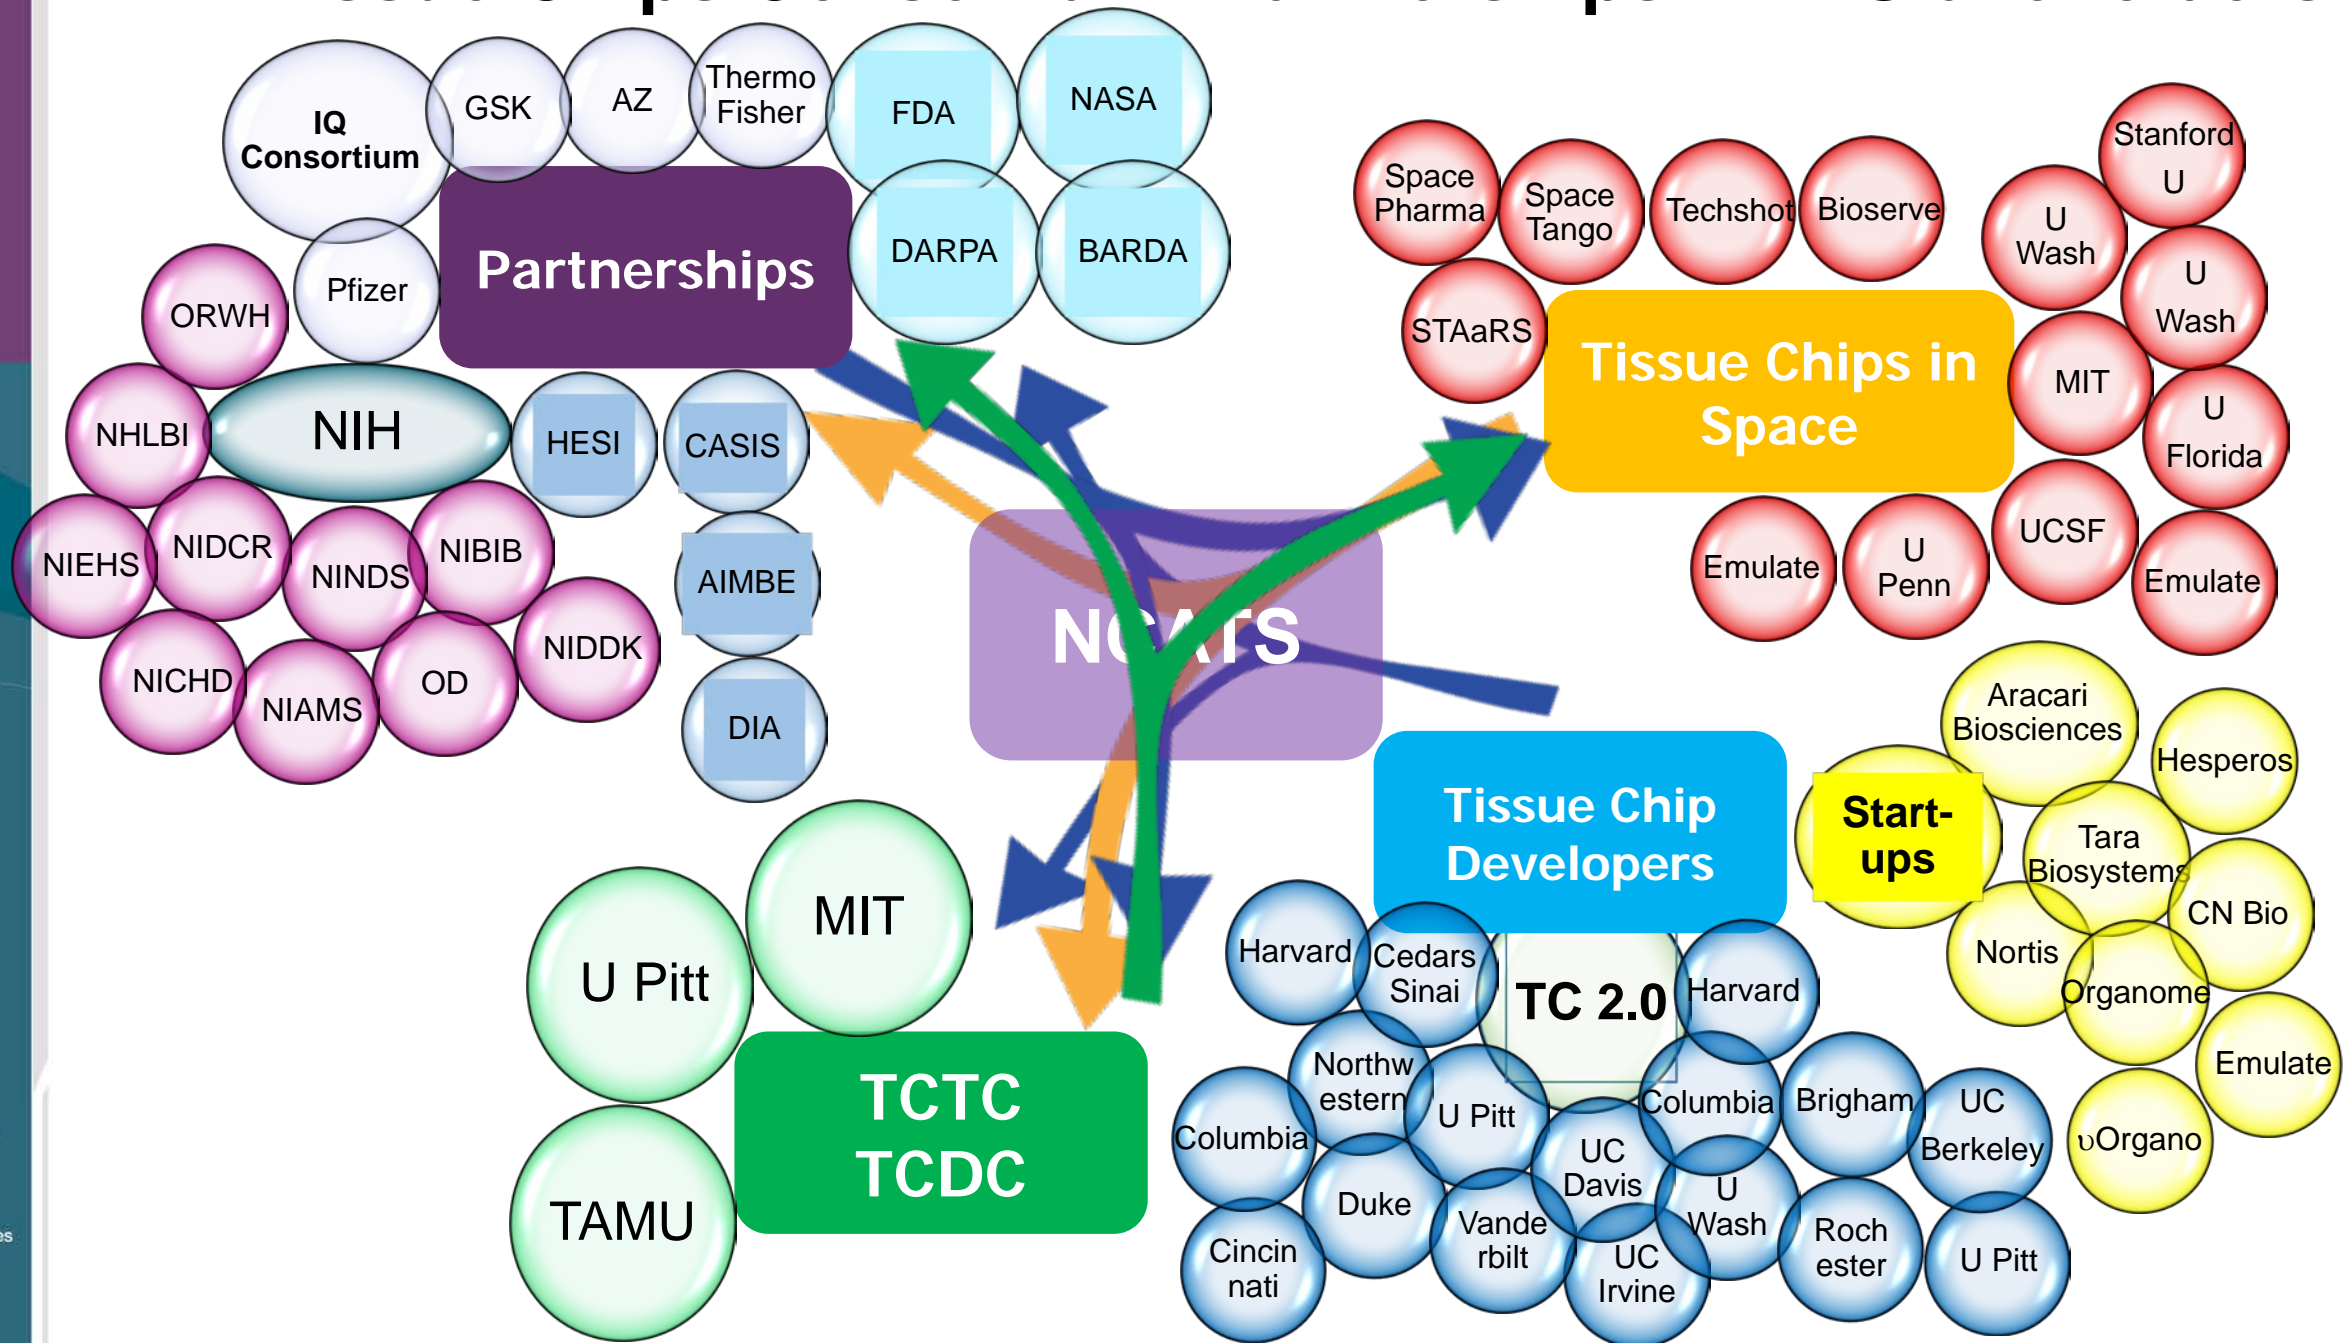 IQ
Consortium
GSK
AZ
Thermo
Fisher
FDA
NASA
Pfizer
Partnerships
DARPA
BARDA
ORWH
NHLBI
NIH
HESI
CASIS
NIEHS
NIDCR
NINDS
NIBIB
AIMBE
NICHD
NIAMS
OD
NIDDK
DIA
NCATS
Space
Pharma
Space
Tango
Techshot
Bioserve
STAaRS
Tissue Chips in
Space
Stanford
U
U
Wash
U
Wash
MIT
U
Florida
UCSF
Emulate
U
Penn
Emulate
Tissue Chip
Developers
Start-
ups
Aracari
Biosciences
Hesperos
Tara
Biosystems
CN Bio
Nortis
Organome
Emulate
υOrgano
MIT
U Pitt
TAMU
TCTC
TCDC
Harvard
Cedars
Sinai
TC 2.0
Harvard
Northw
estern
U Pitt
Columbia
Brigham
UC
Berkeley
Columbia
Duke
UC
Davis
U
Wash
Cincin
nati
Vande
rbilt
UC
Irvine
Roch
ester
U Pitt